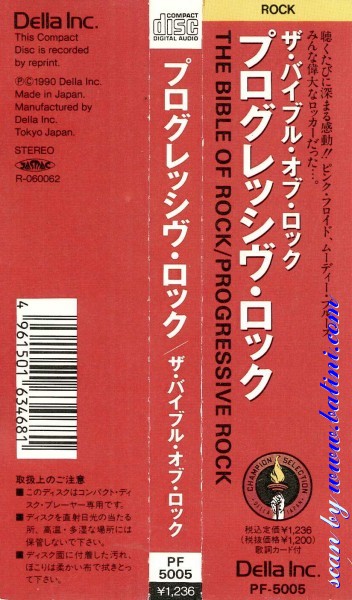 Della Inc.
This Compact
Disc is recorded
by reprint.
Ⓟ©1990 Della Inc.
Made in Japan.
Manufactured by
Della Inc.
Tokyo Japan.
STEREO
R-060062
4961501634681
取扱上のご注意
■このディスクはコンパクト・ディ
スク・プレーヤー専用です。
■ディスクを直射日光の当たる
所、高温・多湿な場所には
保管しないで下さい。
■ディスク面に付着した汚れ、
ほこりは柔かい布で拭きとっ
て下さい。
COMPACT
disc
DIGITAL AUDIO
プログレッシヴ・ロック/ザ・バイブル・オブ・ロック
PF
5005
¥1,236
ROCK
聴くたびに深まる感動!! ピンク・フロイド、ムーディー・ブルース
みんな偉大なロッカーだった…。
ザ・バイブル・オブ・ロック
プログレッシヴ・ロック
THE BIBLE OF ROCK/PROGRESSIVE ROCK
CHAMPION SELECTION
DELLA
税込定価¥1,236
(税抜価格¥1,200)
歌詞カード付
Della Inc.
PF-5005
scan by www.kalini.com